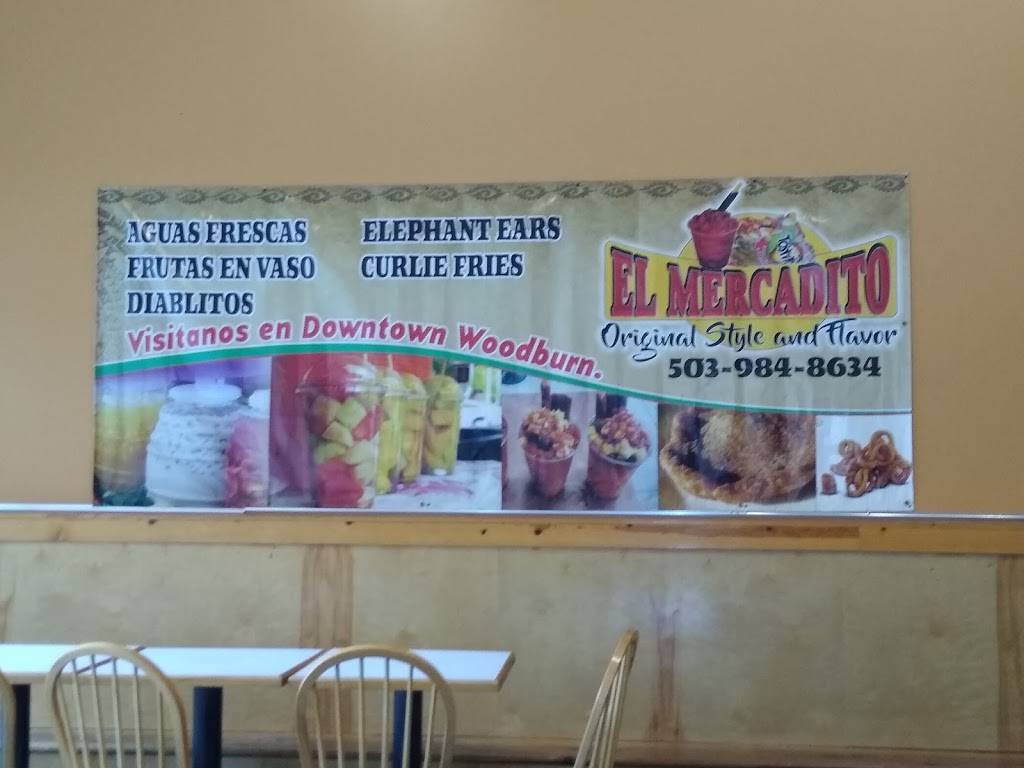 AGUAS FRESCAS
FRUTAS EN VASO
DIABLITOS
ELEPHANT EARS
CURLIE FRIES
Visitanos en Downtown Woodburn.
EL MERCADITO
Original Style and Flavor
503-984-8634